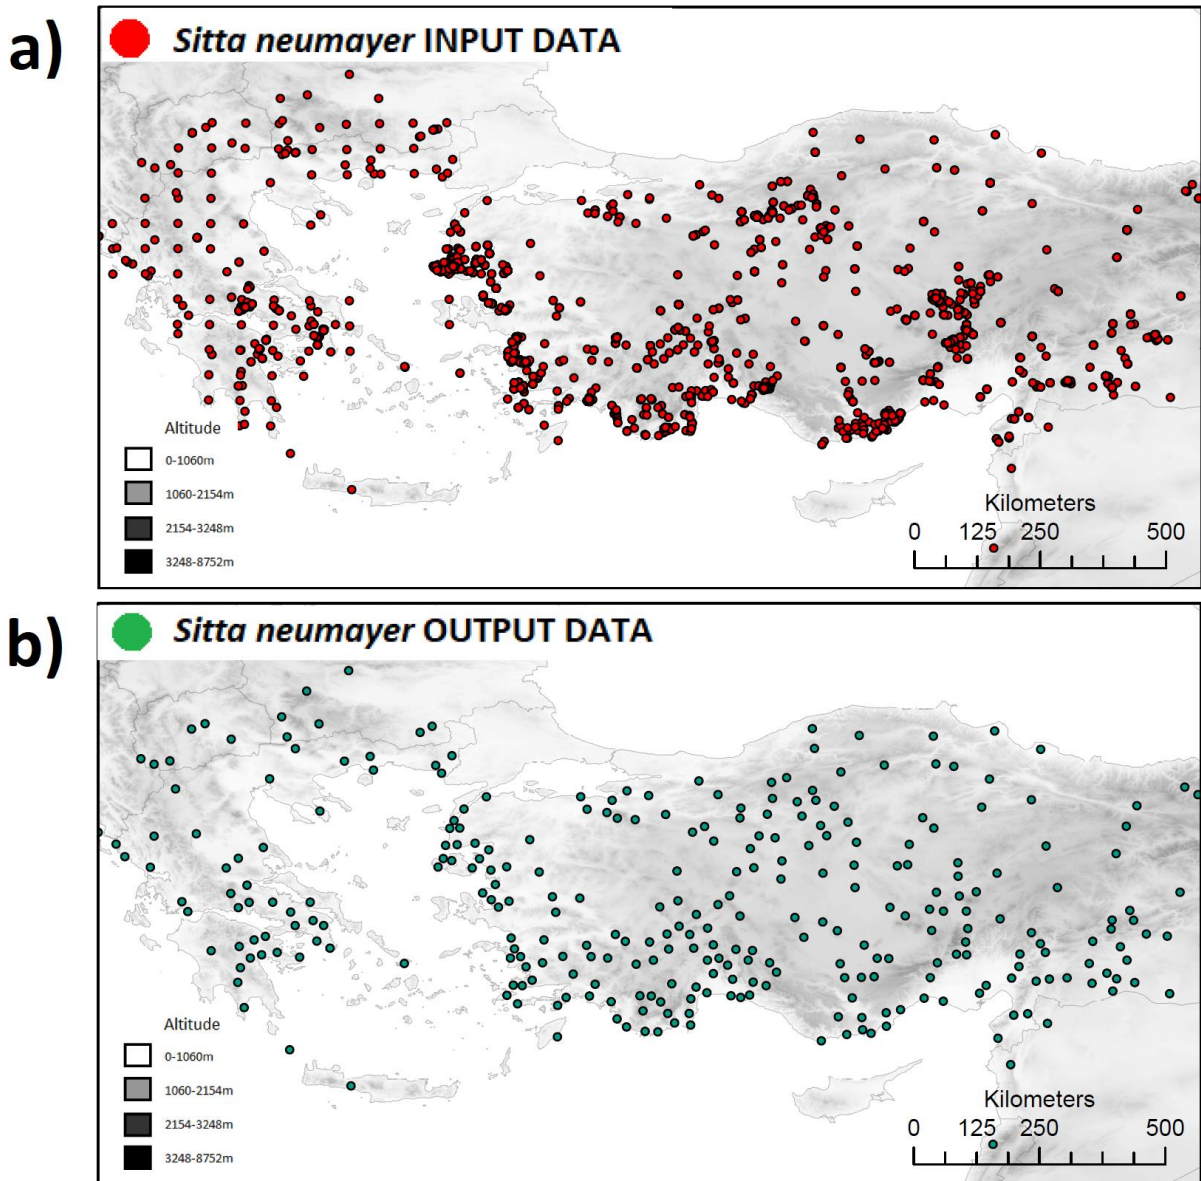 a)
Sitta neumayer INPUT DATA
Altitude
0-1060m
1060-2154m
2154-3248m
3248-8752m
Kilometers
0 125 250 500
b)
Sitta neumayer OUTPUT DATA
Altitude
0-1060m
1060-2154m
2154-3248m
3248-8752m
Kilometers
0 125 250 500